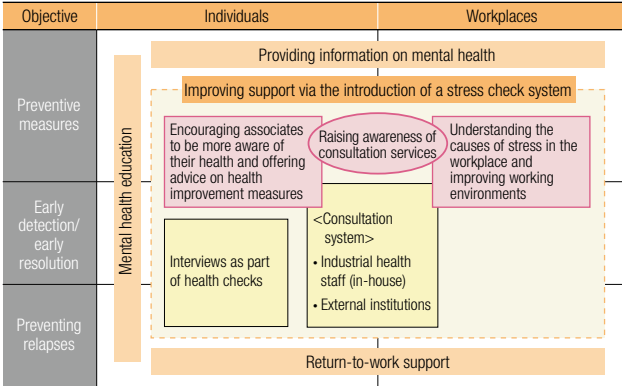 Objective
Individuals
Workplaces
Preventive
measures
Early
detection/
early
resolution
Preventing
relapses
Mental health education
Providing information on mental health
Improving support via the introduction of a stress check system
Encouraging associates
to be more aware of
their health and offering
advice on health
improvement measures
Raising awareness of
consultation services
Understanding the
causes of stress in the
workplace and
improving working
environments
Interviews as part
of health checks
<Consultation
system>
• Industrial health
staff (in-house)
• External institutions
Return-to-work support